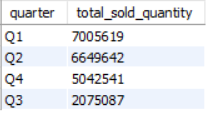 quarter total_sold_quantity
Q1 7005619
Q2 6649642
Q4 5042541
Q3 2075087